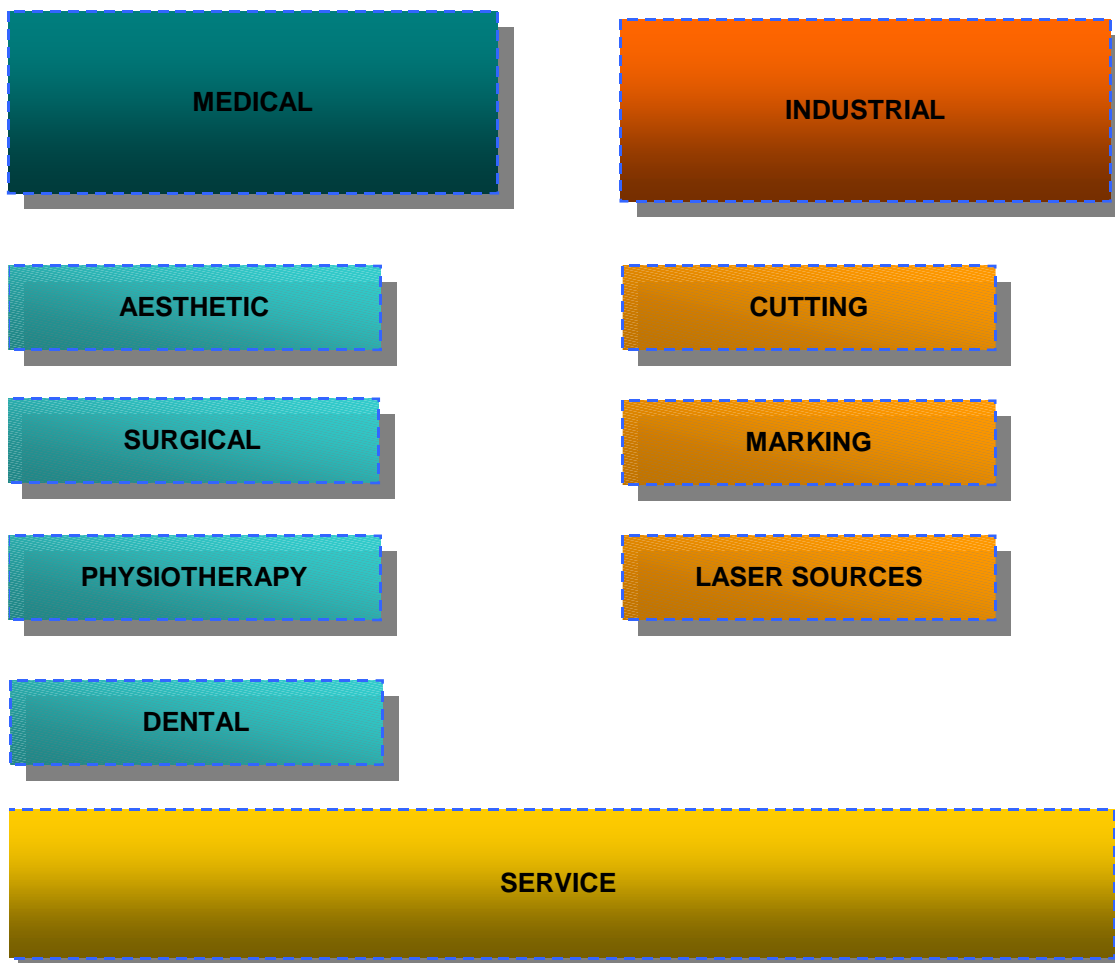 MEDICAL
INDUSTRIAL
AESTHETIC
CUTTING
SURGICAL
MARKING
PHYSIOTHERAPY
LASER SOURCES
DENTAL
SERVICE